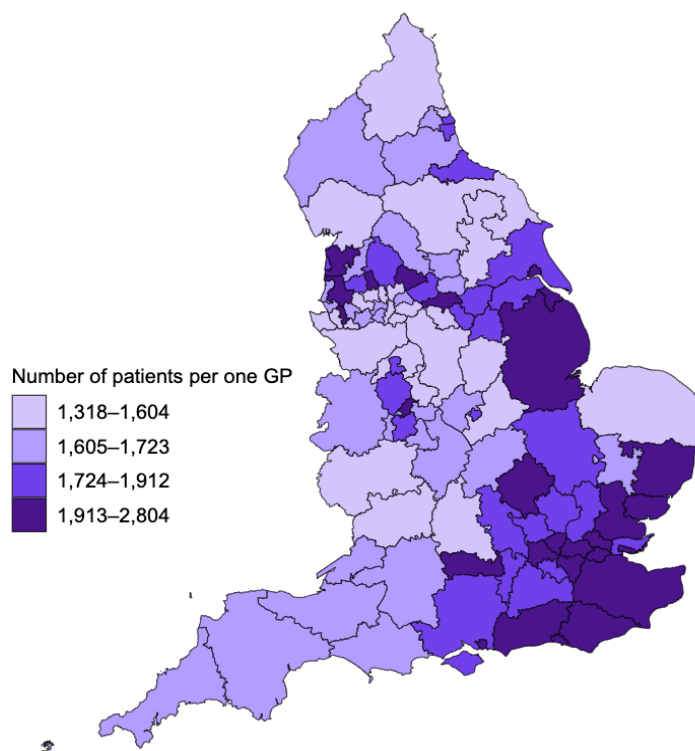 Number of patients per one GP
1,318–1,604
1,605–1,723
1,724–1,912
1,913–2,804